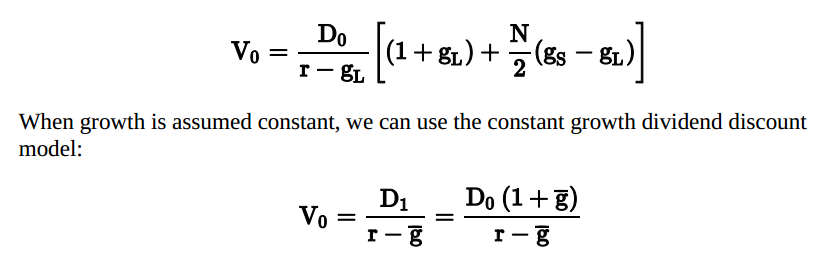 V₀ = D₀ / (r − g_L) [(1 + g_L) + N/2 (g_S − g_L)]
When growth is assumed constant, we can use the constant growth dividend discount
model:
V₀ = D₁ / (r − g̅) = D₀ (1 + g̅) / (r − g̅)